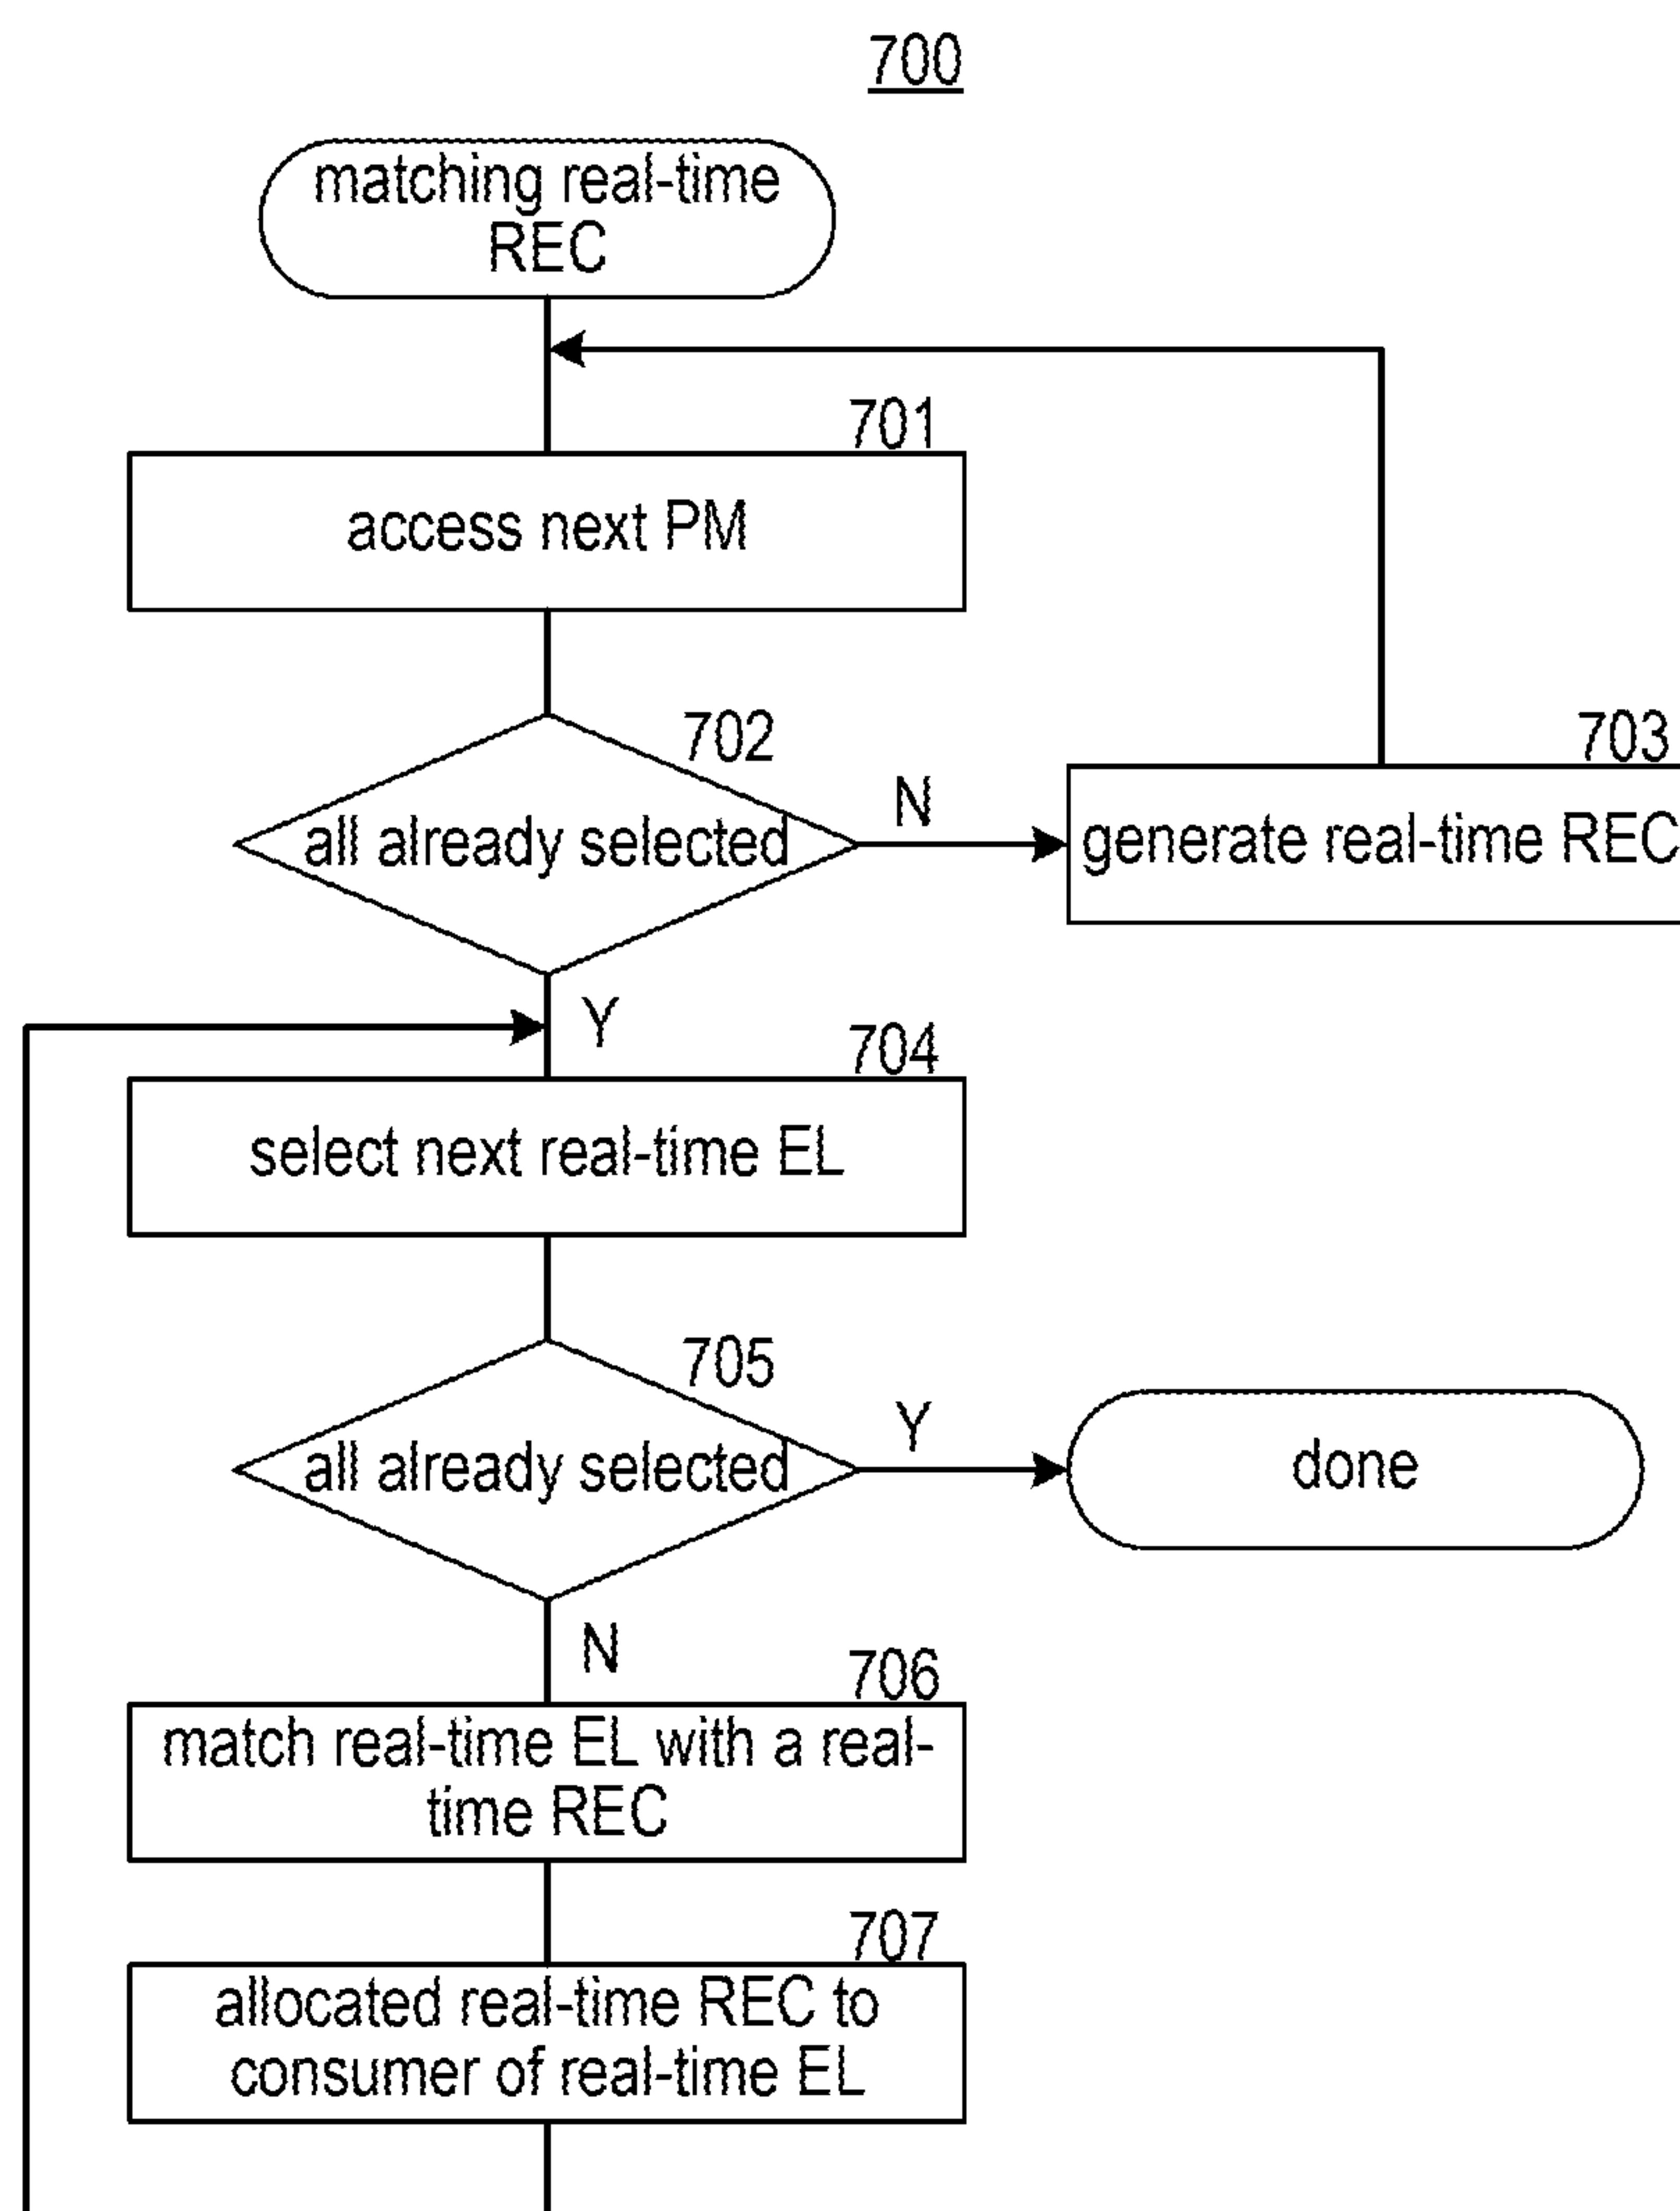 700
matching real-time
REC
701
access next PM
702
all already selected
N
703
generate real-time REC
Y
704
select next real-time EL
705
all already selected
Y
done
N
706
match real-time EL with a real-
time REC
707
allocated real-time REC to
consumer of real-time EL